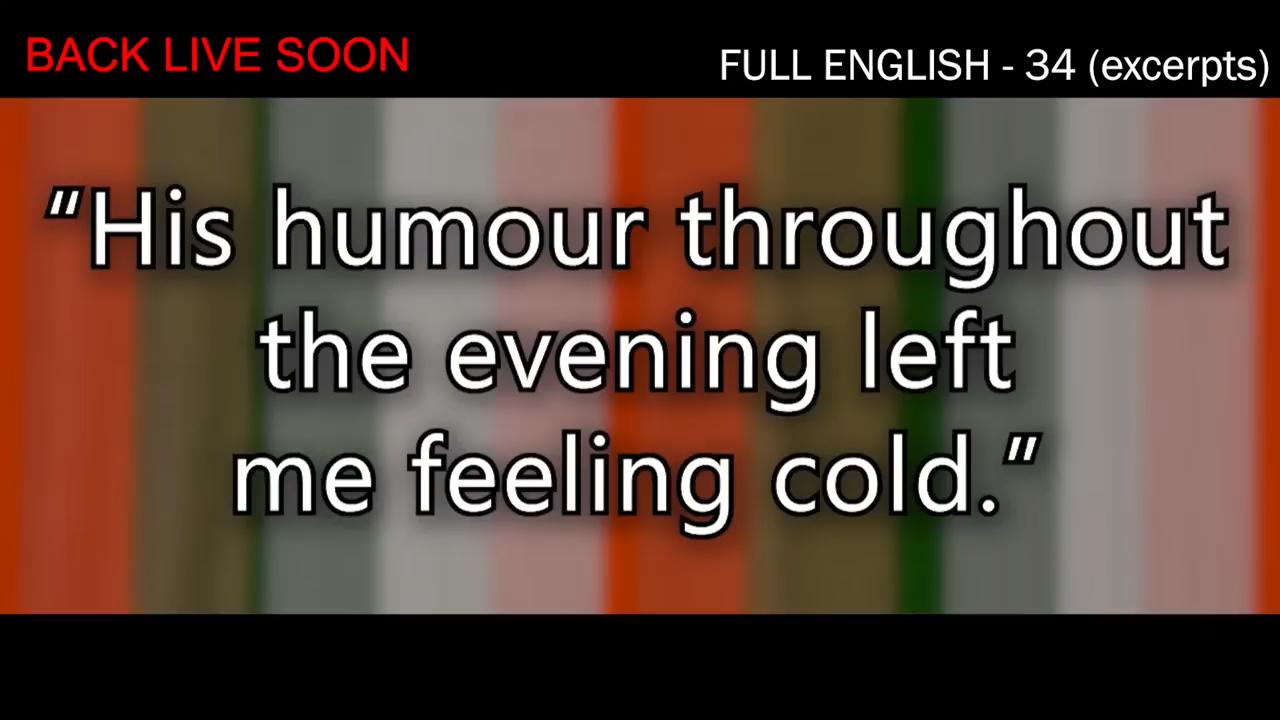 BACK LIVE SOON
FULL ENGLISH - 34 (excerpts)
"His humour throughout
the evening left
me feeling cold."